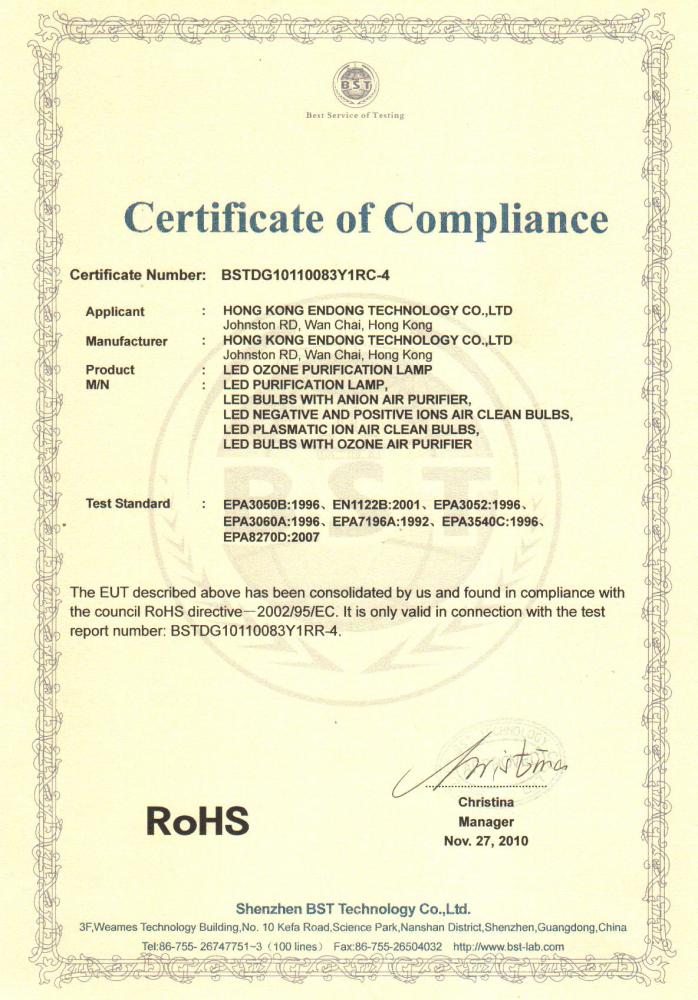 BST
Best Service of Testing
Certificate of Compliance
Certificate Number: BSTDG10110083Y1RC-4
Applicant : HONG KONG ENDONG TECHNOLOGY CO.,LTD
Johnston RD, Wan Chai, Hong Kong
Manufacturer : HONG KONG ENDONG TECHNOLOGY CO.,LTD
Johnston RD, Wan Chai, Hong Kong
Product : LED OZONE PURIFICATION LAMP
M/N : LED PURIFICATION LAMP,
LED BULBS WITH ANION AIR PURIFIER,
LED NEGATIVE AND POSITIVE IONS AIR CLEAN BULBS,
LED PLASMATIC ION AIR CLEAN BULBS,
LED BULBS WITH OZONE AIR PURIFIER
BST
Test Standard : EPA3050B:1996、EN1122B:2001、EPA3052:1996、
EPA3060A:1996、EPA7196A:1992、EPA3540C:1996、
EPA8270D:2007
The EUT described above has been consolidated by us and found in compliance with
the council RoHS directive—2002/95/EC. It is only valid in connection with the test
report number: BSTDG10110083Y1RR-4.
Christina
Christina
Manager
Nov. 27, 2010
RoHS
Shenzhen BST Technology Co.,Ltd.
3F,Weames Technology Building,No. 10 Kefa Road,Science Park,Nanshan District,Shenzhen,Guangdong,China
Tel:86-755- 26747751~3（100 lines） Fax:86-755-26504032 http://www.bst-lab.com